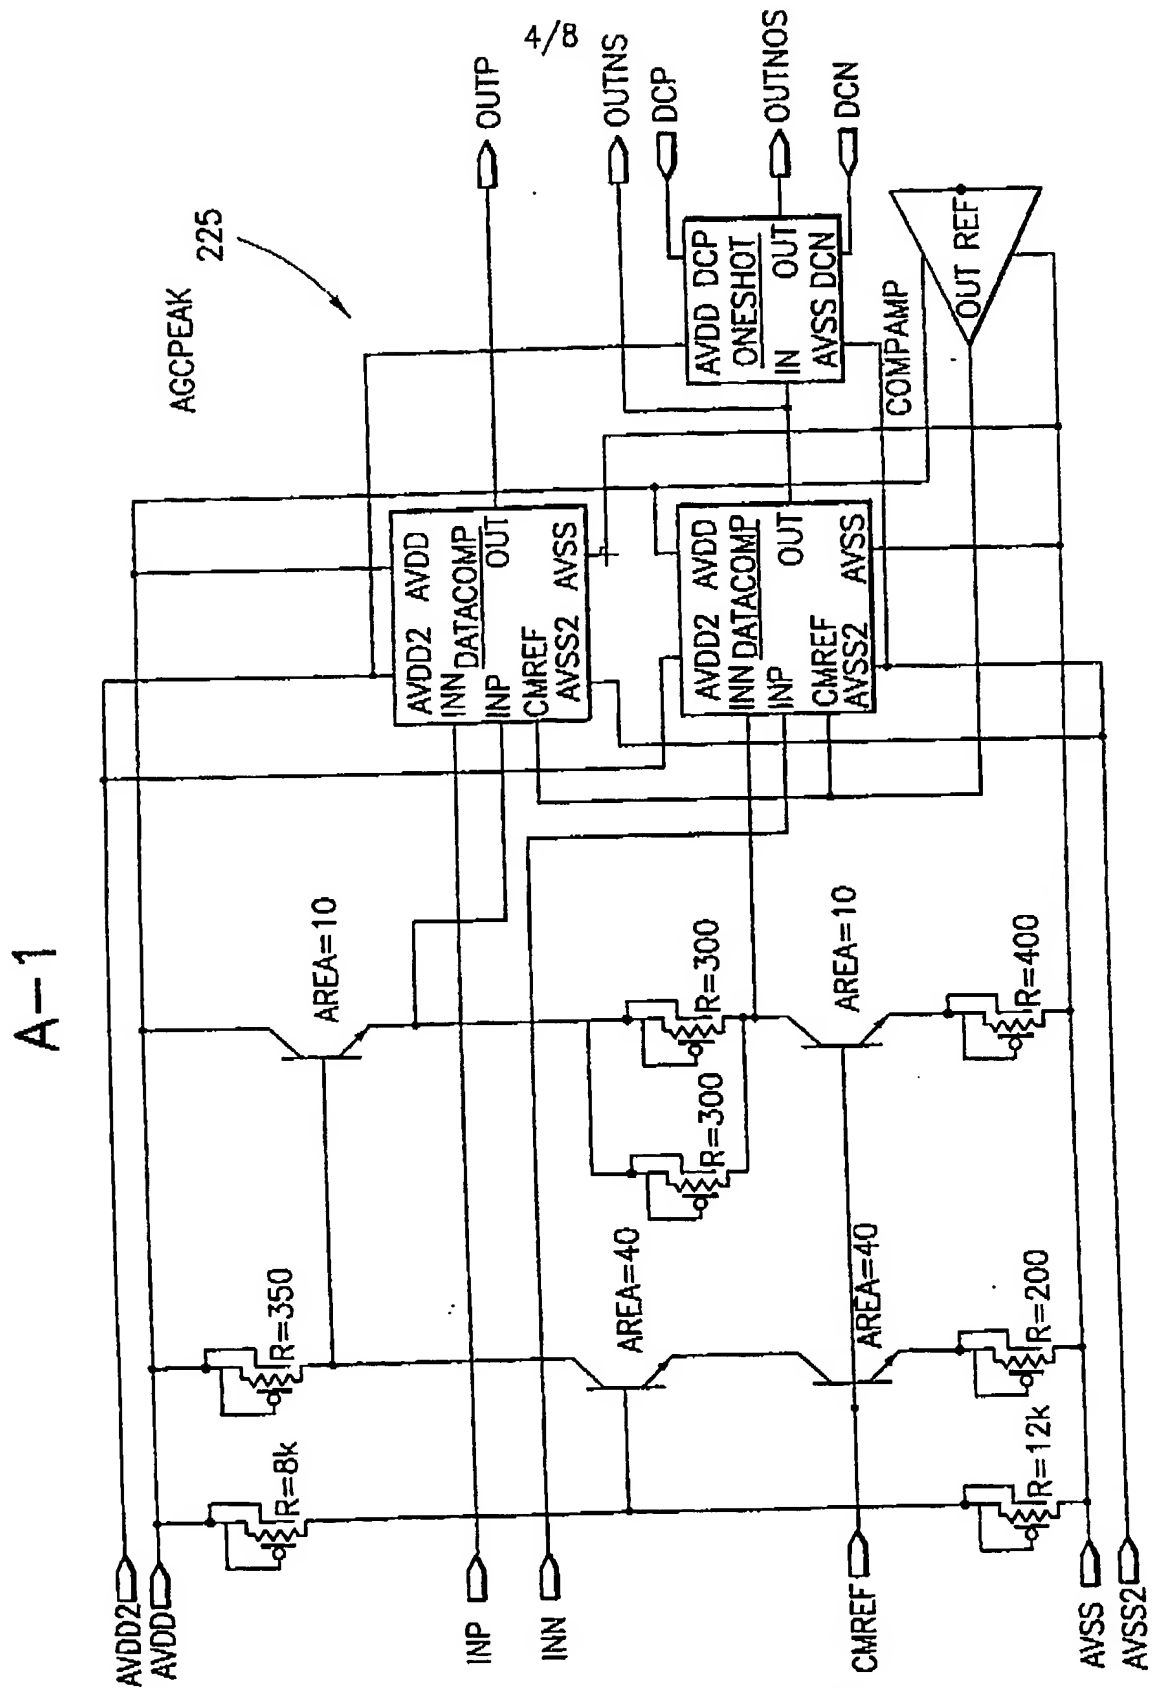 4/8
A-1
AGCPEAK
225
AVDD2
AVDD
INP
INN
CMREF
AVSS
AVSS2
R=8k
R=350
R=12k
R=200
AREA=40
AREA=40
AREA=10
R=300
R=300
AREA=10
R=400
AVDD2 AVDD
INN DATACOMP
INP OUT
CMREF
AVSS2 AVSS
AVDD2 AVDD
INN DATACOMP
INP OUT
CMREF
AVSS2 AVSS
AVDD DCP
ONESHOT
IN OUT
AVSS DCN
COMPAMP
OUT REF
OUTP
OUTNS
DCP
OUTNOS
DCN